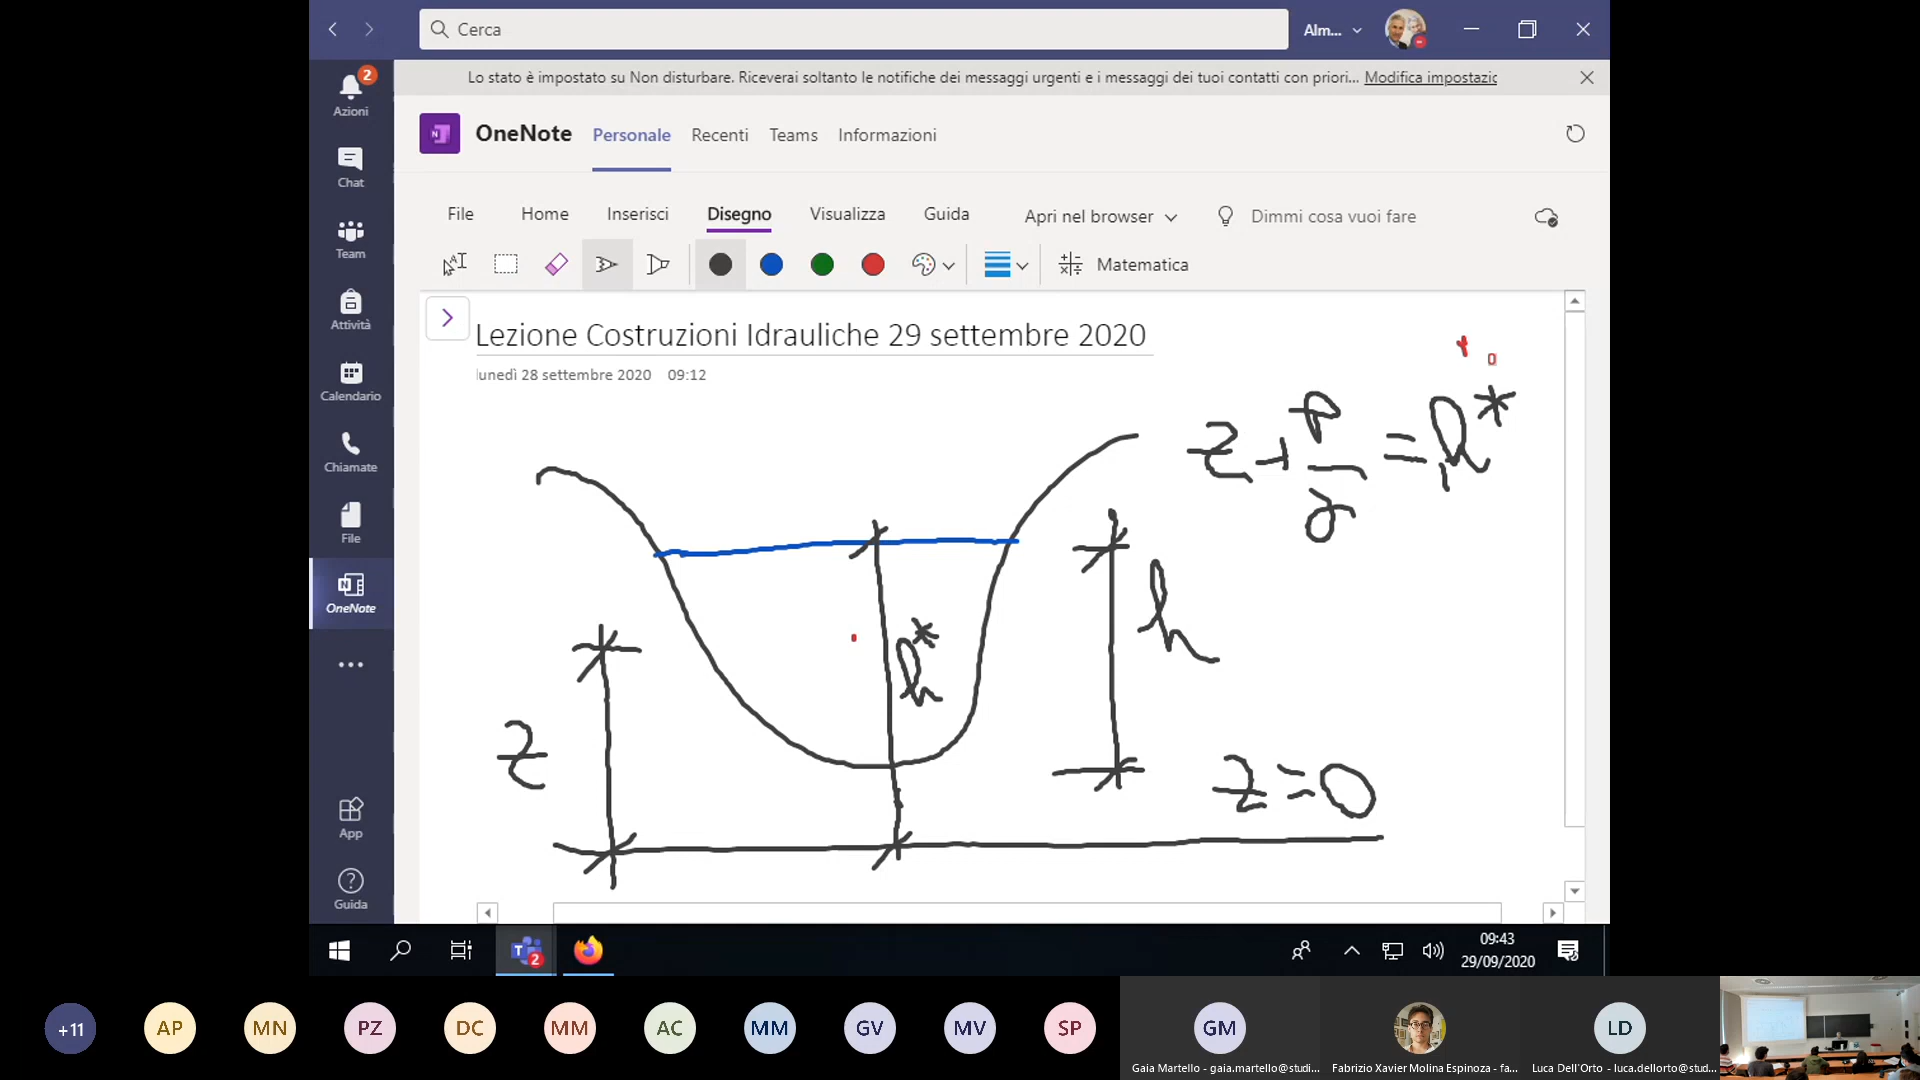 Cerca
Alm...
Lo stato è impostato su Non disturbare. Riceverai soltanto le notifiche dei messaggi urgenti e i messaggi dei tuoi contatti con priori... Modifica impostazic
2
Azioni
Chat
Team
Attività
Calendario
Chiamate
File
OneNote
App
Guida
OneNote Personale Recenti Teams Informazioni
File Home Inserisci Disegno Visualizza Guida Apri nel browser Dimmi cosa vuoi fare
Matematica
Lezione Costruzioni Idrauliche 29 settembre 2020
lunedì 28 settembre 2020 09:12
z + p/γ = h*
h
h*
z
z=0
2
09:43
29/09/2020
+11 AP MN PZ DC MM MM AC MM GV MV SP GM LD
Gaia Martello - gaia.martello@studi...
Fabrizio Xavier Molina Espinoza - fa...
Luca Dell'Orto - luca.dellorto@stud...